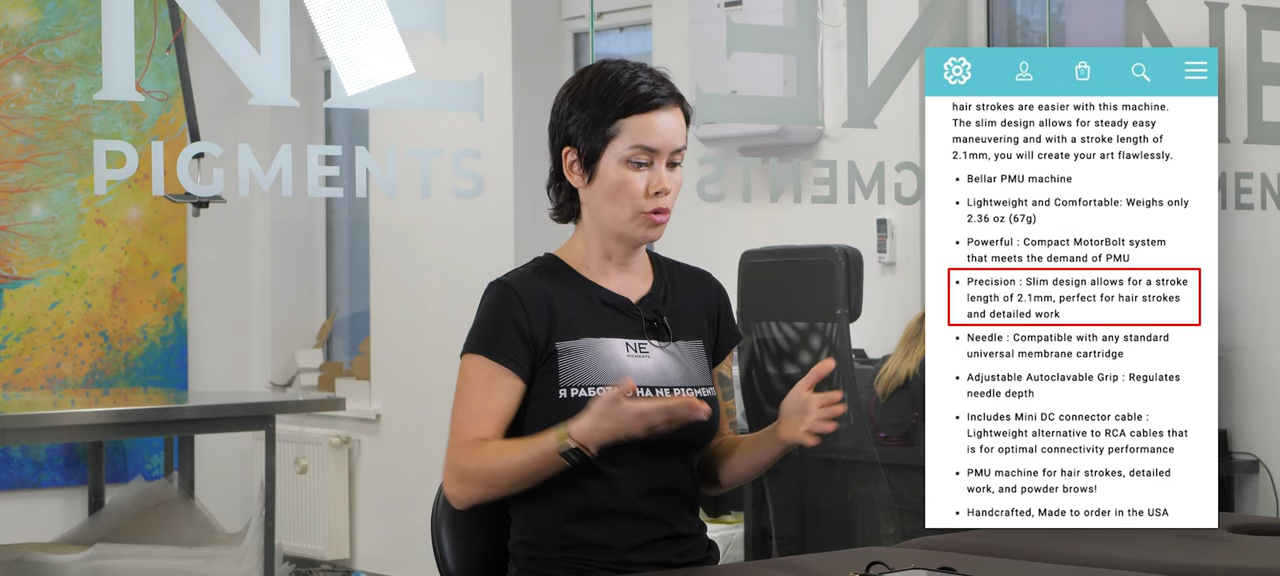 NE
PIGMENTS
NE
PIGMENTS
NE
PIGMENTS
Я РАБОТАЮ НА NE PIGMENTS
hair strokes are easier with this machine.
The slim design allows for steady easy
maneuvering and with a stroke length of
2.1mm, you will create your art flawlessly.
▪ Bellar PMU machine
▪ Lightweight and Comfortable: Weighs only
2.36 oz (67g)
▪ Powerful : Compact MotorBolt system
that meets the demand of PMU
▪ Precision : Slim design allows for a stroke
length of 2.1mm, perfect for hair strokes
and detailed work
▪ Needle : Compatible with any standard
universal membrane cartridge
▪ Adjustable Autoclavable Grip : Regulates
needle depth
▪ Includes Mini DC connector cable :
Lightweight alternative to RCA cables that
is for optimal connectivity performance
▪ PMU machine for hair strokes, detailed
work, and powder brows!
▪ Handcrafted, Made to order in the USA